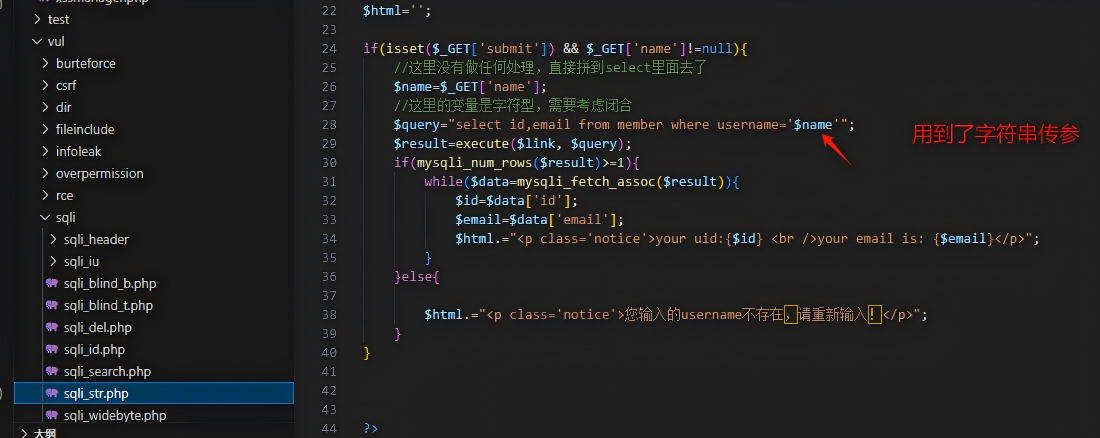 xssmanager.php
test
vul
burteforce
csrf
dir
fileinclude
infoleak
overpermission
rce
sqli
sqli_header
sqli_iu
sqli_blind_b.php
sqli_blind_t.php
sqli_del.php
sqli_id.php
sqli_search.php
sqli_str.php
sqli_widebyte.php
大纲
22 $html='';
23
24 if(isset($_GET['submit']) && $_GET['name']!=null){
25 //这里没有做任何处理，直接拼到select里面去了
26 $name=$_GET['name'];
27 //这里的变量是字符型，需要考虑闭合
28 $query="select id,email from member where username='$name'";
用到了字符串传参
29 $result=execute($link, $query);
30 if(mysqli_num_rows($result)>=1){
31 while($data=mysqli_fetch_assoc($result)){
32 $id=$data['id'];
33 $email=$data['email'];
34 $html.="<p class='notice'>your uid:{$id} <br />your email is: {$email}</p>";
35 }
36 }else{
37
38 $html.="<p class='notice'>您输入的username不存在，请重新输入！</p>";
39 }
40 }
41
42
43
44 ?>